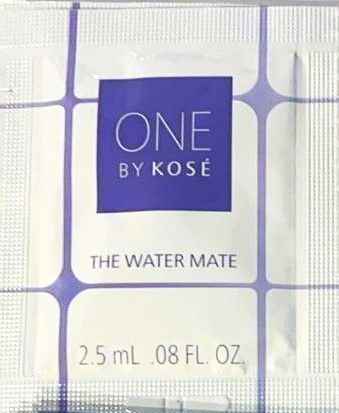 ONE
BY KOSÉ
THE WATER MATE
2.5 mL .08 FL. OZ.